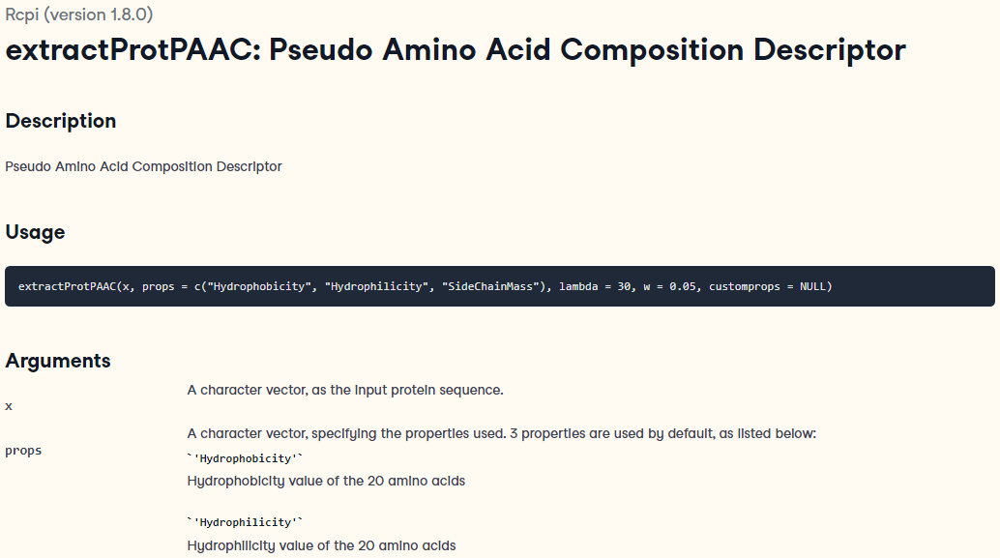 Rcpi (version 1.8.0)
extractProtPAAC: Pseudo Amino Acid Composition Descriptor
Description
Pseudo Amino Acid Composition Descriptor
Usage
extractProtPAAC(x, props = c("Hydrophobicity", "Hydrophilicity", "SideChainMass"), lambda = 30, w = 0.05, customprops = NULL)
Arguments
x
A character vector, as the input protein sequence.
props
A character vector, specifying the properties used. 3 properties are used by default, as listed below:
`'Hydrophobicity'`
Hydrophobicity value of the 20 amino acids
`'Hydrophilicity'`
Hydrophilicity value of the 20 amino acids